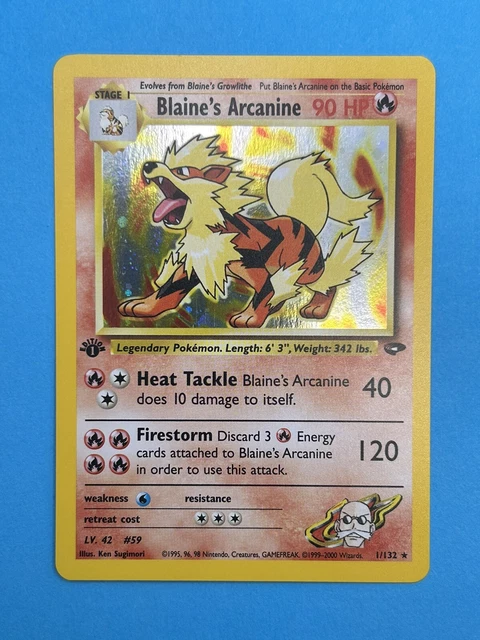 Evolves from Blaine's Growlithe Put Blaine's Arcanine on the Basic Pokémon
STAGE 1
Blaine's Arcanine 90 HP
Legendary Pokémon. Length: 6' 3", Weight: 342 lbs.
EDITION
1
Heat Tackle Blaine's Arcanine
does 10 damage to itself.
40
Firestorm Discard 3 Energy
cards attached to Blaine's Arcanine
in order to use this attack.
120
weakness resistance
retreat cost
LV. 42 #59
Illus. Ken Sugimori ©1995, 96, 98 Nintendo, Creatures, GAMEFREAK. ©1999-2000 Wizards. 1/132 ★